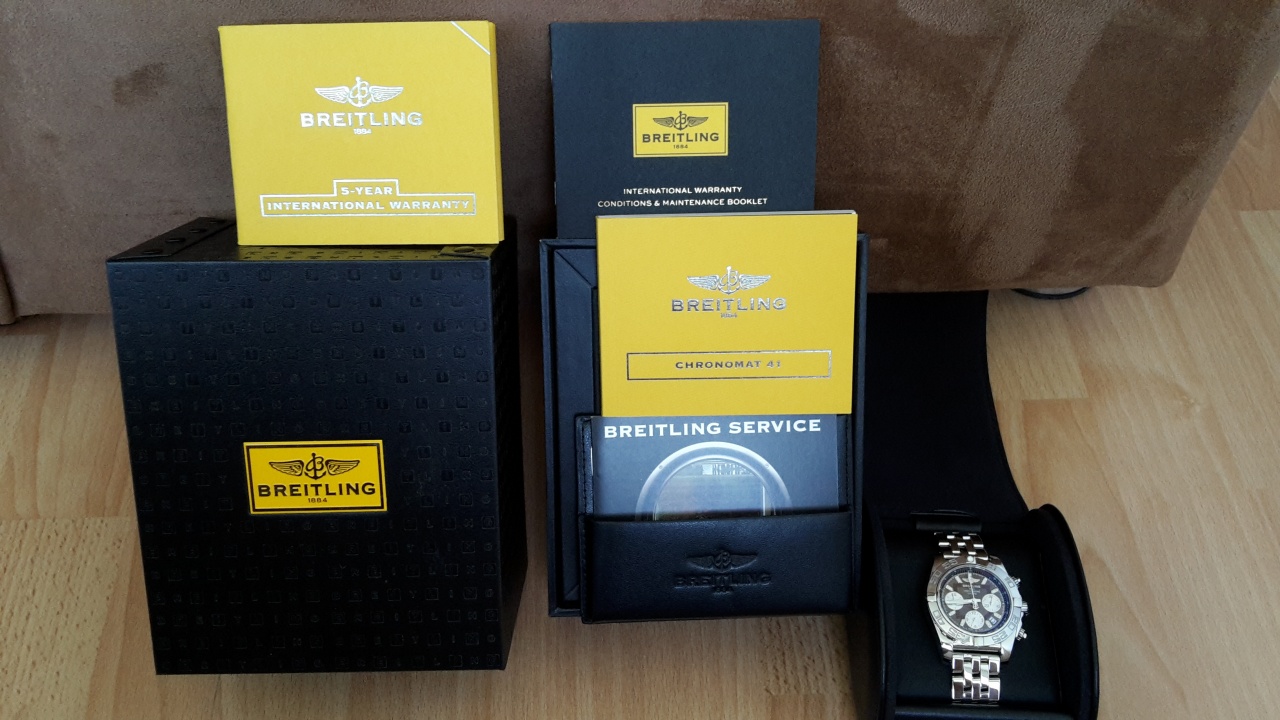 BREITLING
1884
5-YEAR
INTERNATIONAL WARRANTY
BREITLING
1884
INTERNATIONAL WARRANTY
CONDITIONS & MAINTENANCE BOOKLET
BREITLING
1884
CHRONOMAT 41
BREITLING SERVICE
BREITLING
1884
BREITLING